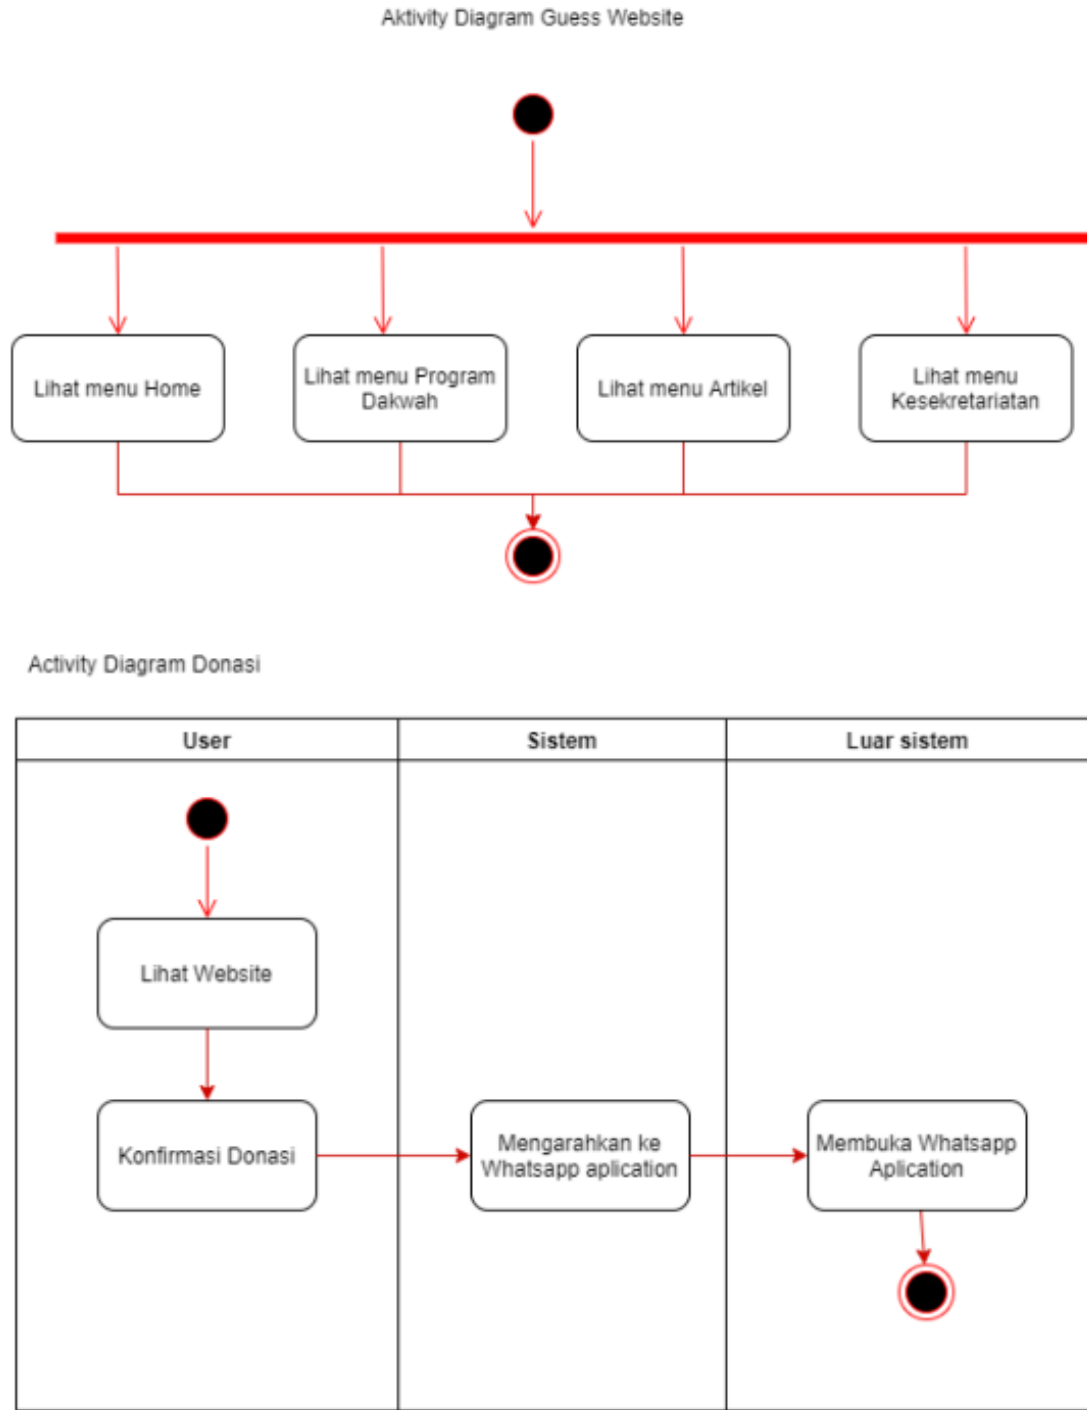 Aktivity Diagram Guess Website
Lihat menu Home
Lihat menu Program
Dakwah
Lihat menu Artikel
Lihat menu
Kesekretariatan
Activity Diagram Donasi
User
Sistem
Luar sistem
Lihat Website
Konfirmasi Donasi
Mengarahkan ke
Whatsapp aplication
Membuka Whatsapp
Aplication